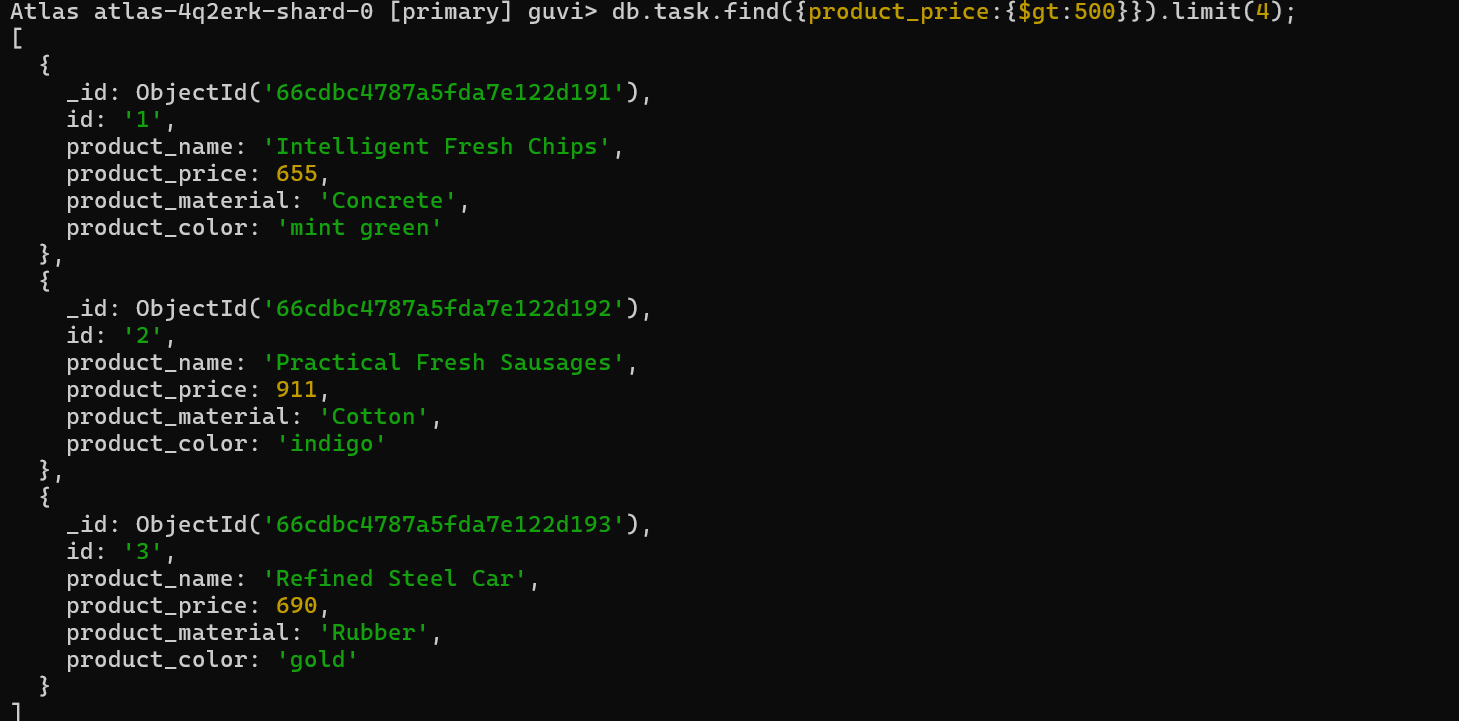 Atlas atlas-4q2erk-shard-0 [primary] guvi> db.task.find({product_price:{$gt:500}}).limit(4);
[
  {
    _id: ObjectId('66cdbc4787a5fda7e122d191'),
    id: '1',
    product_name: 'Intelligent Fresh Chips',
    product_price: 655,
    product_material: 'Concrete',
    product_color: 'mint green'
  },
  {
    _id: ObjectId('66cdbc4787a5fda7e122d192'),
    id: '2',
    product_name: 'Practical Fresh Sausages',
    product_price: 911,
    product_material: 'Cotton',
    product_color: 'indigo'
  },
  {
    _id: ObjectId('66cdbc4787a5fda7e122d193'),
    id: '3',
    product_name: 'Refined Steel Car',
    product_price: 690,
    product_material: 'Rubber',
    product_color: 'gold'
  }
]